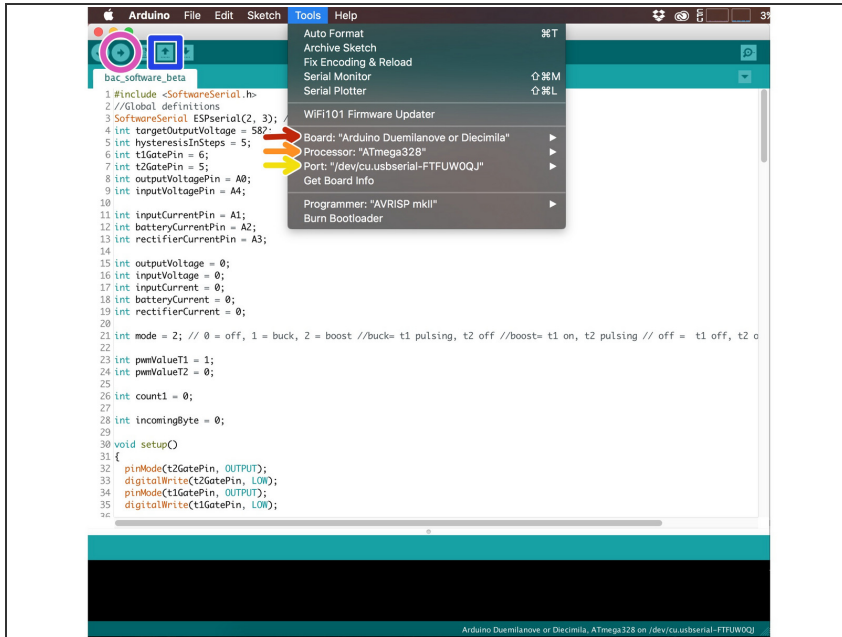 Arduino File Edit Sketch Tools Help
Auto Format ⌘T
Archive Sketch
Fix Encoding & Reload
Serial Monitor ⇧⌘M
Serial Plotter ⇧⌘L
WiFi101 Firmware Updater
Board: "Arduino Duemilanove or Diecimila"
Processor: "ATmega328"
Port: "/dev/cu.usbserial-FTFUW0QJ"
Get Board Info
Programmer: "AVRISP mkII"
Burn Bootloader
bac_software_beta
1 #include <SoftwareSerial.h>
2 //Global definitions
3 SoftwareSerial ESPserial(2, 3); /
4 int targetOutputVoltage = 582;
5 int hysteresisInSteps = 5;
6 int t1GatePin = 6;
7 int t2GatePin = 5;
8 int outputVoltagePin = A0;
9 int inputVoltagePin = A4;
10
11 int inputCurrentPin = A1;
12 int batteryCurrentPin = A2;
13 int rectifierCurrentPin = A3;
14
15 int outputVoltage = 0;
16 int inputVoltage = 0;
17 int inputCurrent = 0;
18 int batteryCurrent = 0;
19 int rectifierCurrent = 0;
20
21 int mode = 2; // 0 = off, 1 = buck, 2 = boost //buck= t1 pulsing, t2 off //boost= t1 on, t2 pulsing // off =  t1 off, t2 o
22
23 int pwmValueT1 = 1;
24 int pwmValueT2 = 0;
25
26 int count1 = 0;
27
28 int incomingByte = 0;
29
30 void setup()
31 {
32 pinMode(t2GatePin, OUTPUT);
33 digitalWrite(t2GatePin, LOW);
34 pinMode(t1GatePin, OUTPUT);
35 digitalWrite(t1GatePin, LOW);
36
Arduino Duemilanove or Diecimila, ATmega328 on /dev/cu.usbserial-FTFUW0QJ